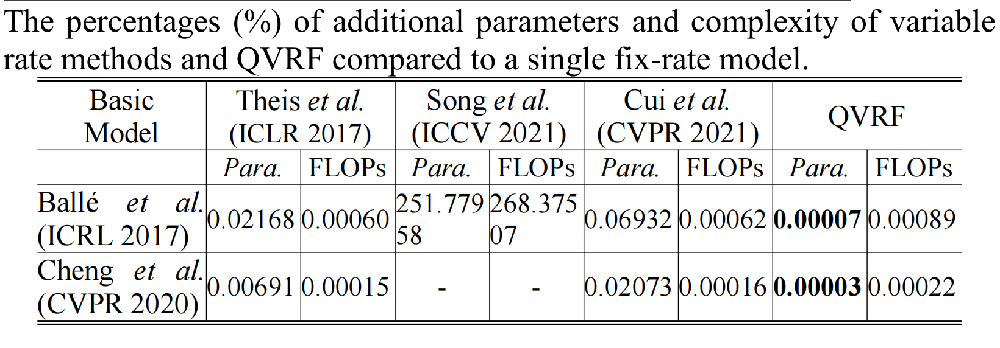 The percentages (%) of additional parameters and complexity of variable
rate methods and QVRF compared to a single fix-rate model.
Basic Model Theis et al. (ICLR 2017) Song et al. (ICCV 2021) Cui et al. (CVPR 2021) QVRF
Para. FLOPs Para. FLOPs Para. FLOPs Para. FLOPs
Ballé et al. (ICRL 2017) 0.02168 0.00060 251.77958 268.37507 0.06932 0.00062 0.00007 0.00089
Cheng et al. (CVPR 2020) 0.00691 0.00015 - - 0.02073 0.00016 0.00003 0.00022